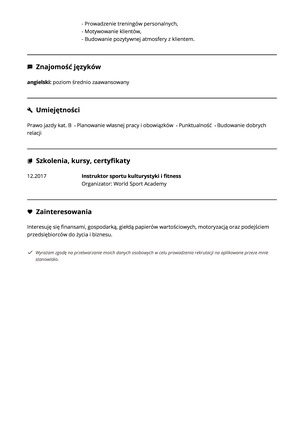 - Prowadzenie treningów personalnych,
- Motywowanie klientów,
- Budowanie pozytywnej atmosfery z klientem.
Znajomość języków
angielski: poziom średnio zaawansowany
Umiejętności
Prawo jazdy kat. B - Planowanie własnej pracy i obowiązków - Punktualność - Budowanie dobrych
relacji
Szkolenia, kursy, certyfikaty
12.2017 Instruktor sportu kulturystyki i fitness
Organizator: World Sport Academy
Zainteresowania
Interesuję się finansami, gospodarką, giełdą papierów wartościowych, motoryzacją oraz podejściem
przedsiębiorców do życia i biznesu.
Wyrażam zgodę na przetwarzanie moich danych osobowych w celu prowadzenia rekrutacji na aplikowane przeze mnie
stanowisko.